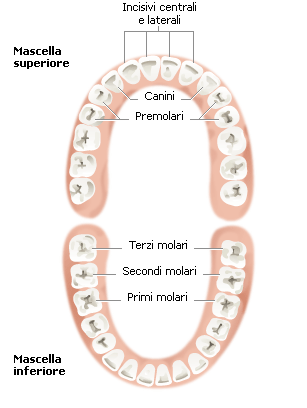 Incisivi centrali
e laterali
Mascella
superiore
Canini
Premolari
Terzi molari
Secondi molari
Primi molari
Mascella
inferiore